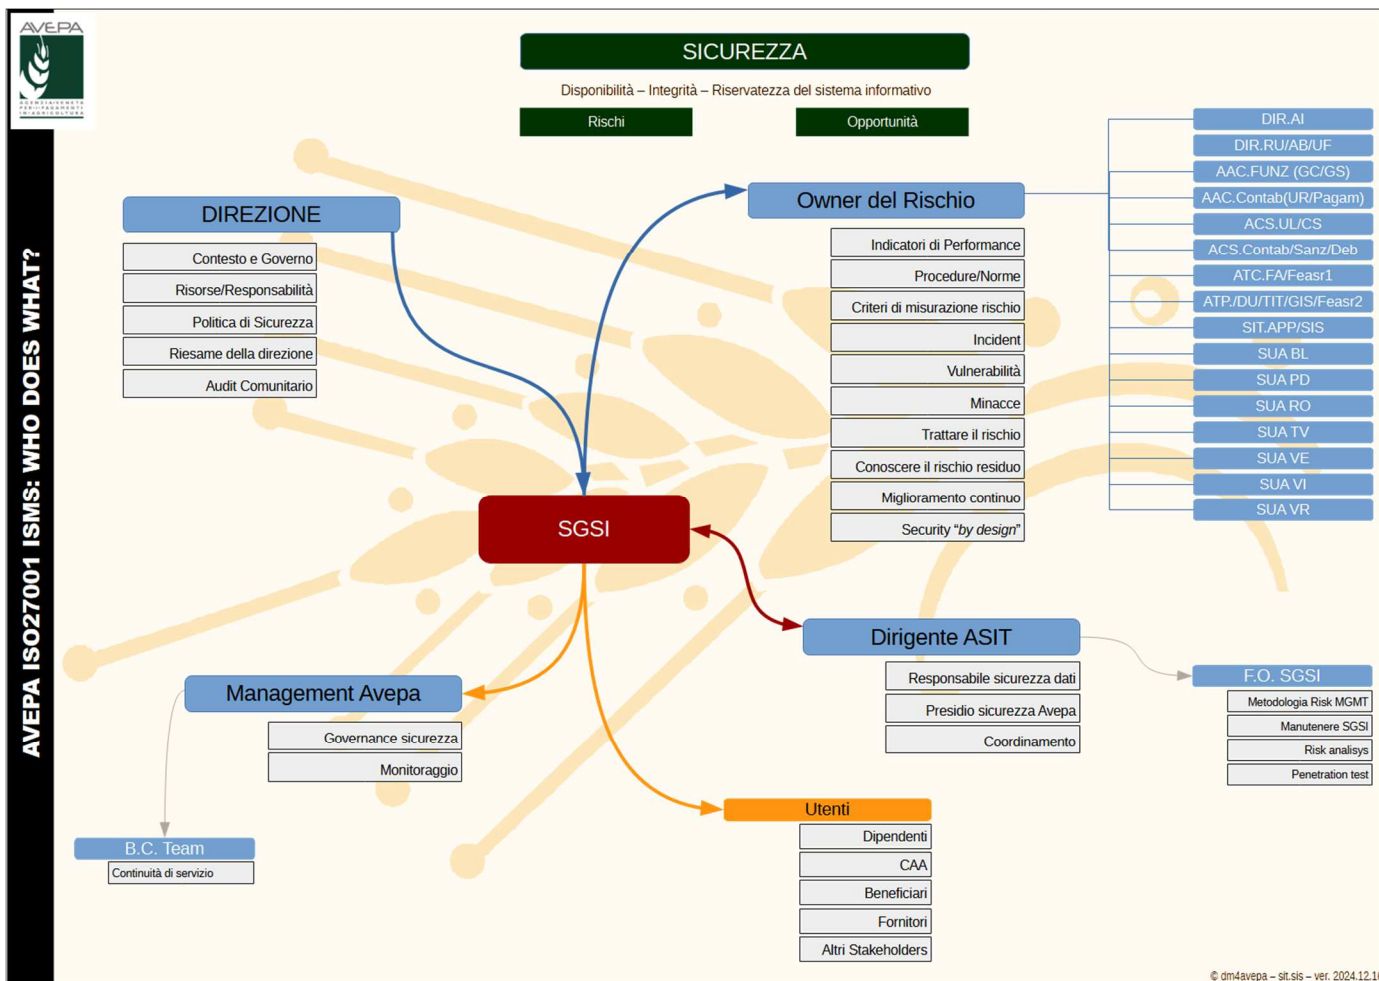 AVEPA
AGENZIA VENETA
PER I PAGAMENTI
IN AGRICOLTURA
AVEPA ISO27001 ISMS: WHO DOES WHAT?
SICUREZZA
Disponibilità – Integrità – Riservatezza del sistema informativo
Rischi
Opportunità
DIREZIONE
Contesto e Governo
Risorse/Responsabilità
Politica di Sicurezza
Riesame della direzione
Audit Comunitario
Owner del Rischio
Indicatori di Performance
Procedure/Norme
Criteri di misurazione rischio
Incident
Vulnerabilità
Minacce
Trattare il rischio
Conoscere il rischio residuo
Miglioramento continuo
Security “by design”
DIR.AI
DIR.RU/AB/UF
AAC.FUNZ (GC/GS)
AAC.Contab(UR/Pagam)
ACS.UL/CS
ACS.Contab/Sanz/Deb
ATC.FA/Feasr1
ATP./DU/TIT/GIS/Feasr2
SIT.APP/SIS
SUA BL
SUA PD
SUA RO
SUA TV
SUA VE
SUA VI
SUA VR
SGSI
Dirigente ASIT
Responsabile sicurezza dati
Presidio sicurezza Avepa
Coordinamento
F.O. SGSI
Metodologia Risk MGMT
Manutenere SGSI
Risk analisys
Penetration test
Management Avepa
Governance sicurezza
Monitoraggio
B.C. Team
Continuità di servizio
Utenti
Dipendenti
CAA
Beneficiari
Fornitori
Altri Stakeholders
© dm4avepa – sit.sis – ver. 2024.12.16